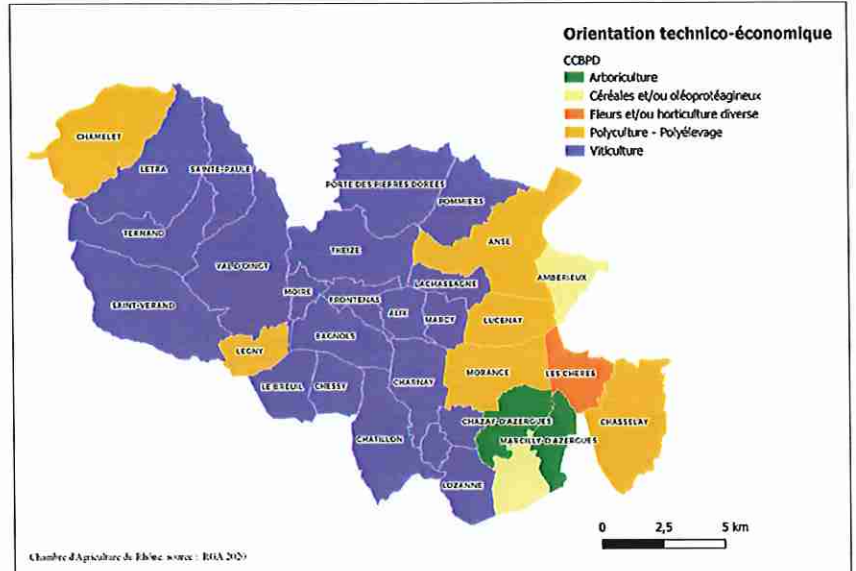 Orientation technico-économique
CCBPD
Arboriculture
Céréales et/ou oléoprotéagineux
Fleurs et/ou horticulture diverse
Polyculture - Polyélevage
Viticulture
CHAMELET
LETRA
SAINTE-PAULE
PORTE DES PIERRES DORÉES
POMMIERS
TERNAND
ANSE
THEIZE
VAL D'OINGT
AMBERIEUX
LACHASSAGNE
MOIRE
FRONTENAS
SAINT-VERAND
ALIX
MARCY
LUCENAY
BAGNOLS
LEGNY
MORANCE
LES CHERES
LE BREUIL
CHESSY
CHARNAY
CHAZAY-D'AZERGUES
CHASSELAY
CHATILLON
MARCILLY-D'AZERGUES
LOZANNE
0 2,5 5 km
Chambre d'Agriculture du Rhône, source : RGA 2020